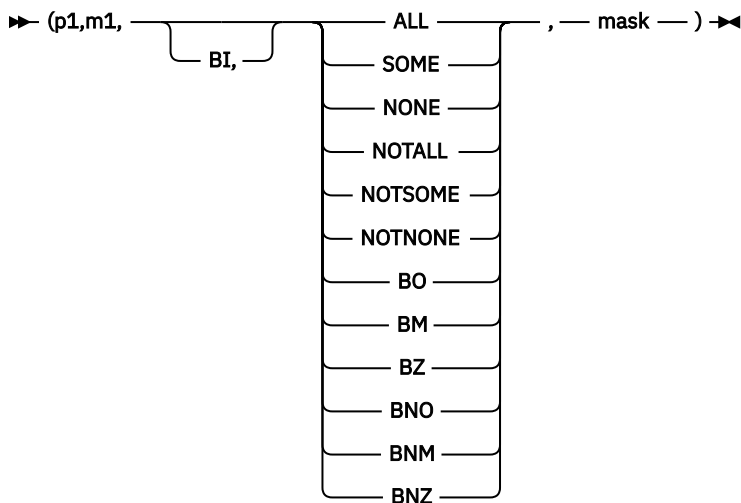 (p1,m1, ALL , mask )
BI,
SOME
NONE
NOTALL
NOTSOME
NOTNONE
BO
BM
BZ
BNO
BNM
BNZ